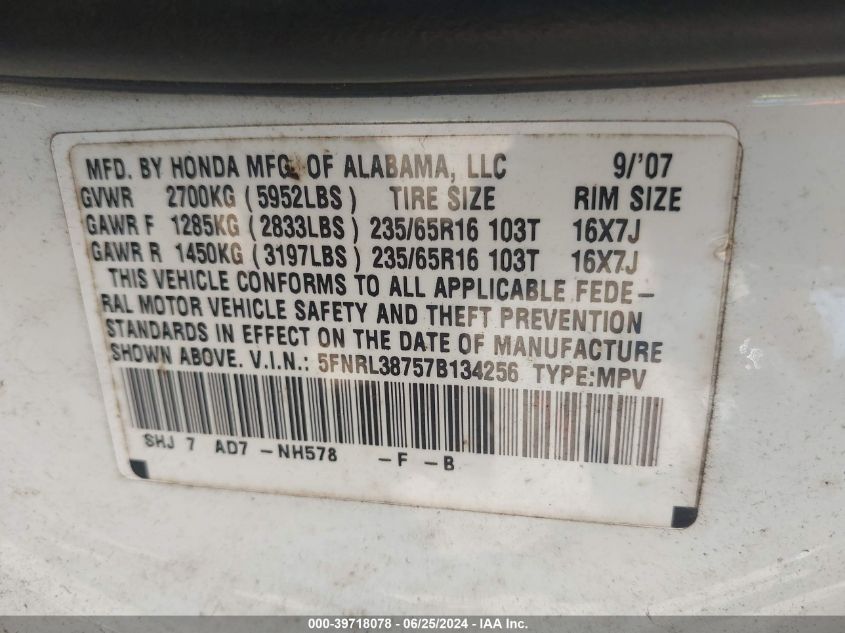 MFD. BY HONDA MFG. OF ALABAMA, LLC 9/'07
GVWR 2700KG (5952LBS) TIRE SIZE RIM SIZE
GAWR F 1285KG (2833LBS) 235/65R16 103T 16X7J
GAWR R 1450KG (3197LBS) 235/65R16 103T 16X7J
THIS VEHICLE CONFORMS TO ALL APPLICABLE FEDE-
RAL MOTOR VEHICLE SAFETY AND THEFT PREVENTION
STANDARDS IN EFFECT ON THE DATE OF MANUFACTURE
SHOWN ABOVE. V.I.N.: 5FNRL38757B134256 TYPE:MPV
SHJ 7 AD7 -NH578 -F -B
000-39718078 - 06/25/2024 - IAAI.COM